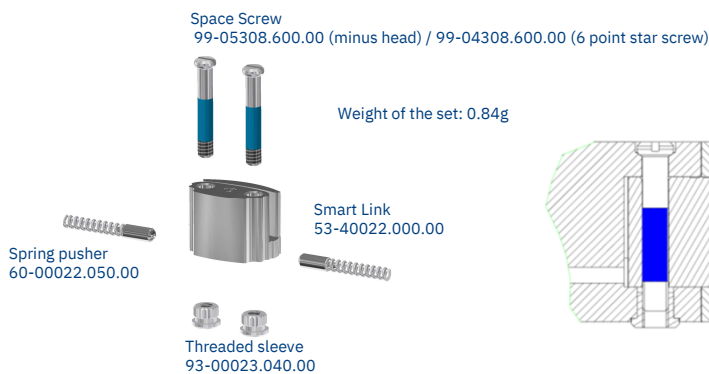 Space Screw
99-05308.600.00 (minus head) / 99-04308.600.00 (6 point star screw)
Weight of the set: 0.84g
Smart Link
53-40022.000.00
Spring pusher
60-00022.050.00
Threaded sleeve
93-00023.040.00